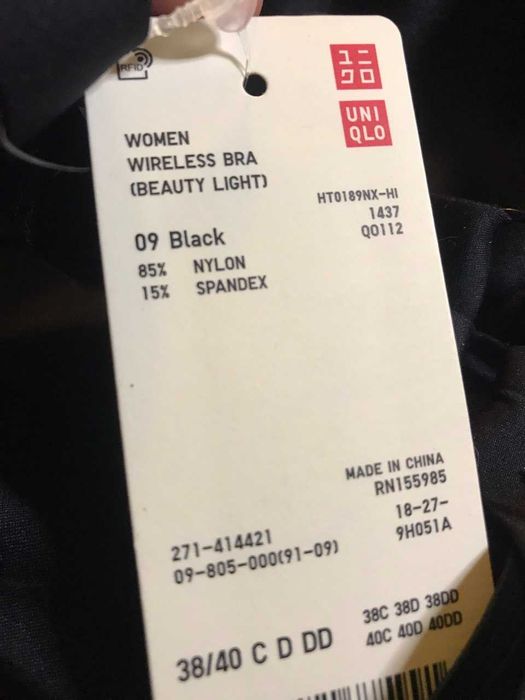 RFID
ユニ
クロ
UNI
QLO
WOMEN
WIRELESS BRA
(BEAUTY LIGHT)
HT0189NX-HI
1437
Q0112
09 Black
85% NYLON
15% SPANDEX
MADE IN CHINA
RN155985
18-27-
9H051A
271-414421
09-805-000(91-09)
38/40 C D DD
38C 38D 38DD
40C 40D 40DD